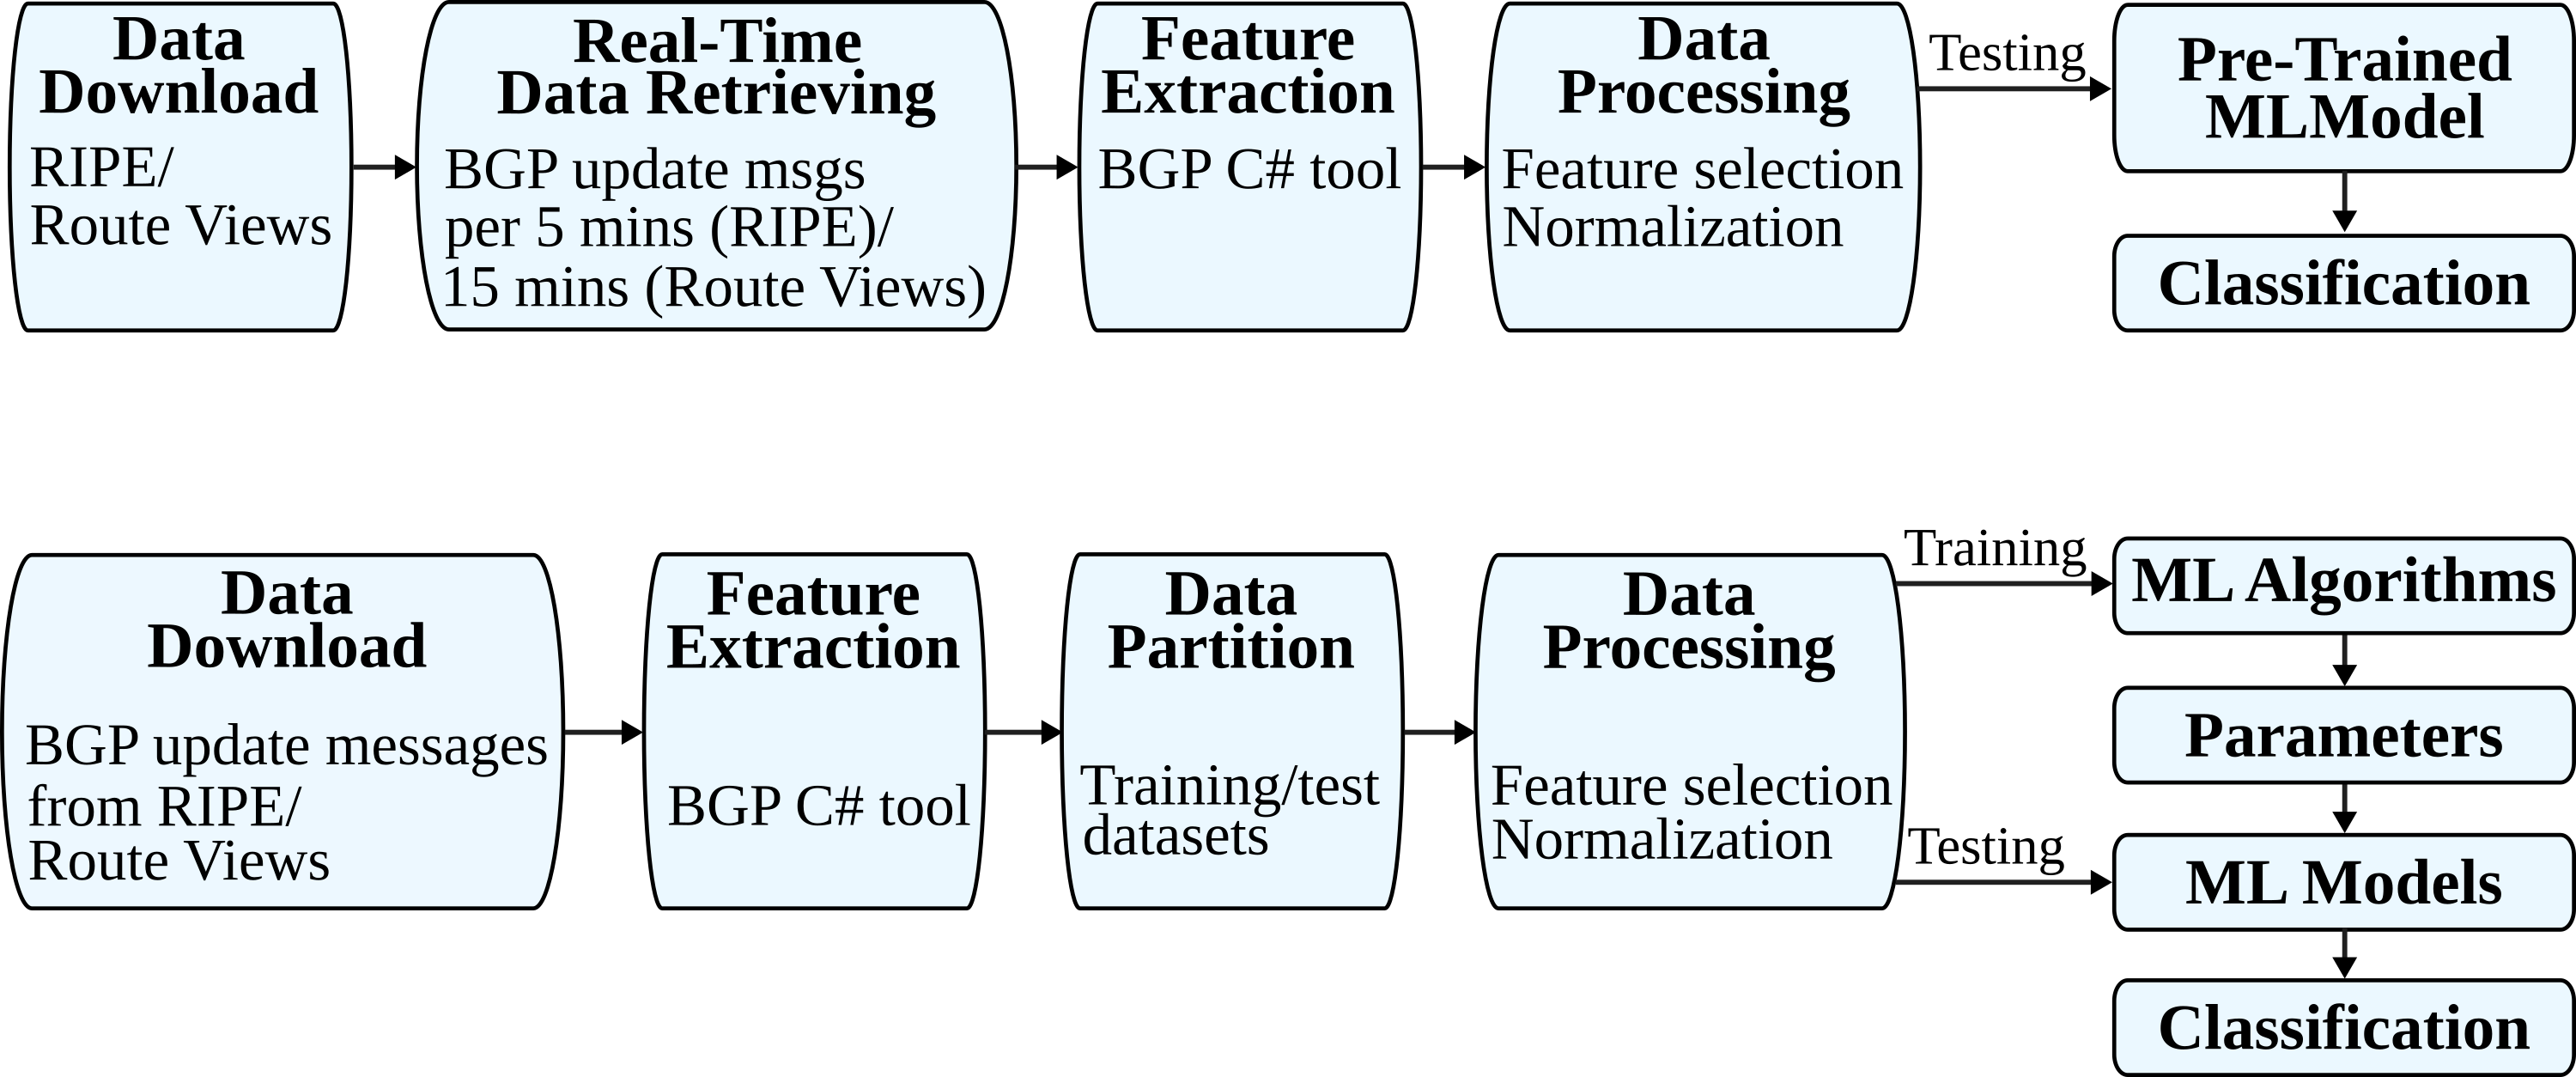 Data
Download
RIPE/
Route Views
Real-Time
Data Retrieving
BGP update msgs
per 5 mins (RIPE)/
15 mins (Route Views)
Feature
Extraction
BGP C# tool
Data
Processing
Feature selection
Normalization
Testing
Pre-Trained
MLModel
Classification
Data
Download
BGP update messages
from RIPE/
Route Views
Feature
Extraction
BGP C# tool
Data
Partition
Training/test
datasets
Data
Processing
Feature selection
Normalization
Training
Testing
ML Algorithms
Parameters
ML Models
Classification